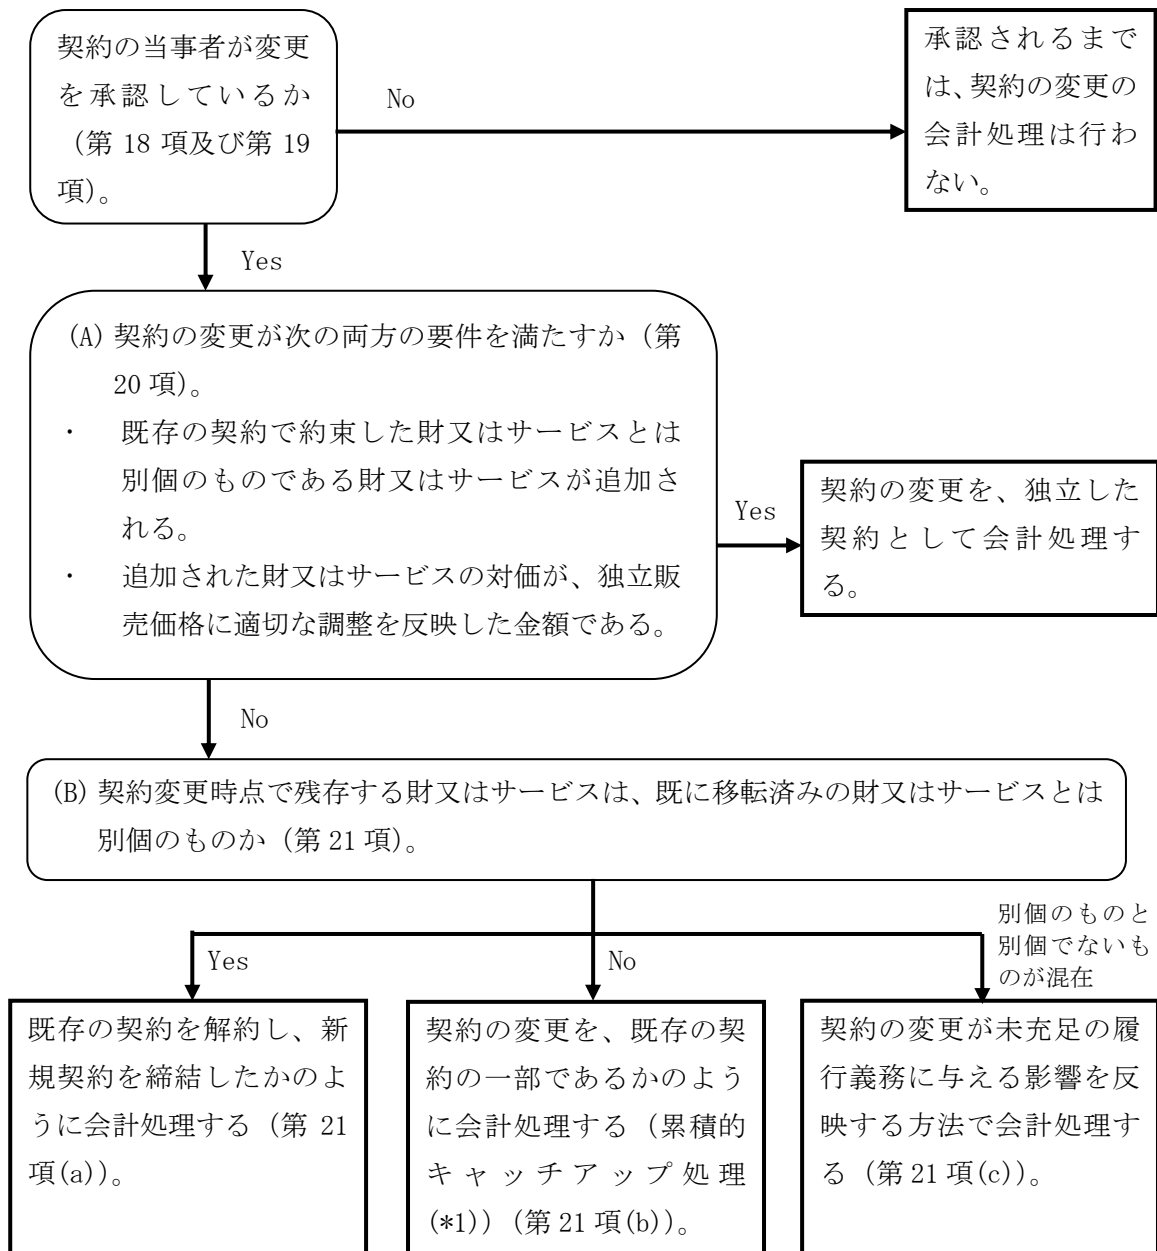 契約の当事者が変更
を承認しているか
（第 18 項及び第 19
項）。
No
承認されるまで
は、契約の変更の
会計処理は行わ
ない。
Yes
(A) 契約の変更が次の両方の要件を満たすか（第
20 項）。
・ 既存の契約で約束した財又はサービスとは
別個のものである財又はサービスが追加さ
れる。
・ 追加された財又はサービスの対価が、独立販
売価格に適切な調整を反映した金額である。
Yes
契約の変更を、独立した
契約として会計処理す
る。
No
(B) 契約変更時点で残存する財又はサービスは、既に移転済みの財又はサービスとは
別個のものか（第 21 項）。
Yes
No
別個のものと
別個でないも
のが混在
既存の契約を解約し、新
規契約を締結したかのよ
うに会計処理する（第 21
項(a)）。
契約の変更を、既存の契
約の一部であるかのよう
に会計処理する（累積的
キャッチアップ処理
(*1)）（第 21 項(b)）。
契約の変更が未充足の履
行義務に与える影響を反
映する方法で会計処理す
る（第 21 項(c)）。